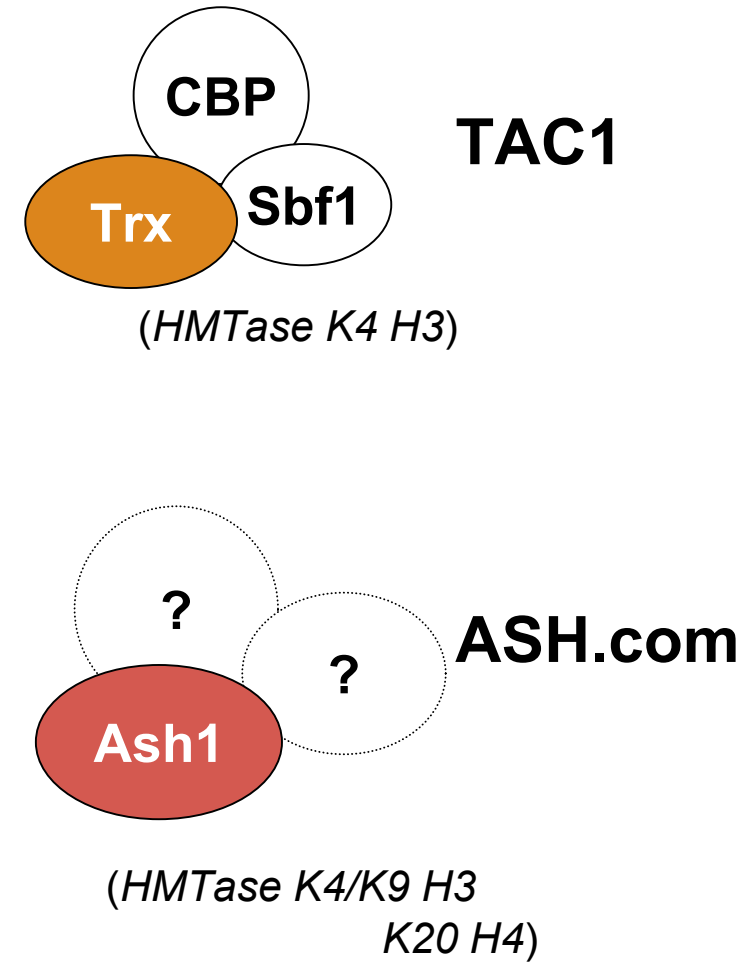 CBP
TAC1
Trx
Sbf1
(HMTase K4 H3)
?
?
ASH.com
Ash1
(HMTase K4/K9 H3
K20 H4)